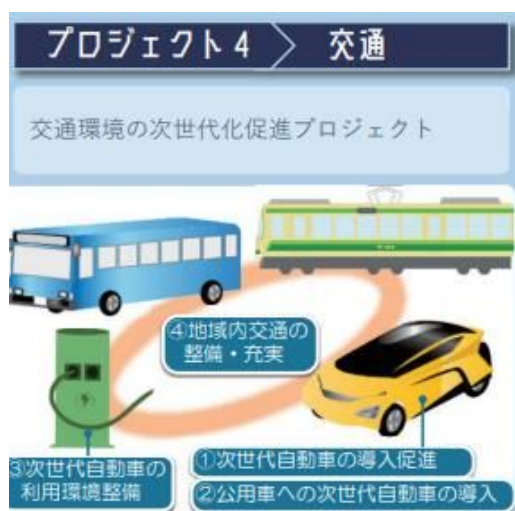 プロジェクト4 交通
交通環境の次世代化促進プロジェクト
④地域内交通の
整備・充実
③次世代自動車の
利用環境整備
①次世代自動車の導入促進
②公用車への次世代自動車の導入